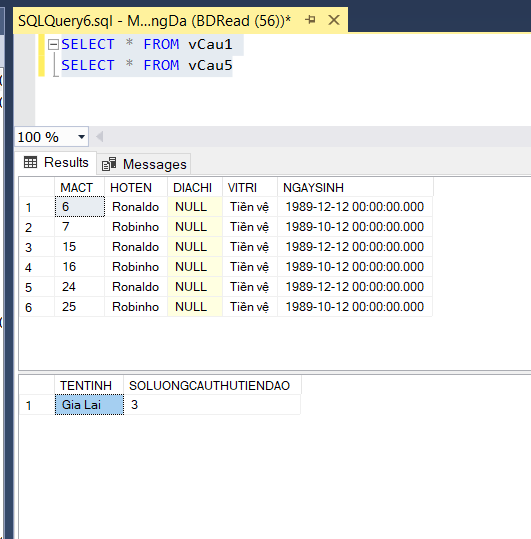 SQLQuery6.sql - M...ngDa (BDRead (56))*
SELECT * FROM vCau1
SELECT * FROM vCau5
100 %
Results Messages
MACT HOTEN DIACHI VITRI NGAYSINH
1 6 Ronaldo NULL Tiền vệ 1989-12-12 00:00:00.000
2 7 Robinho NULL Tiền vệ 1989-10-12 00:00:00.000
3 15 Ronaldo NULL Tiền vệ 1989-12-12 00:00:00.000
4 16 Robinho NULL Tiền vệ 1989-10-12 00:00:00.000
5 24 Ronaldo NULL Tiền vệ 1989-12-12 00:00:00.000
6 25 Robinho NULL Tiền vệ 1989-10-12 00:00:00.000
TENTINH SOLUONGCAUTHUTIENDAO
1 Gia Lai 3